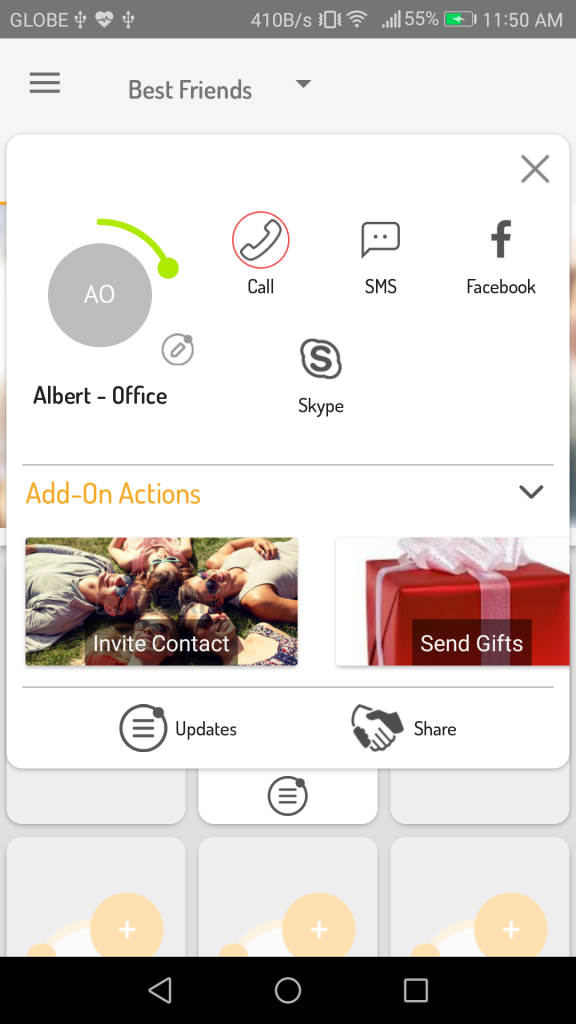 GLOBE 410B/s 55% 11:50 AM
Best Friends
AO
Call
SMS
Facebook
Albert - Office
Skype
Add-On Actions
Invite Contact
Send Gifts
Updates
Share